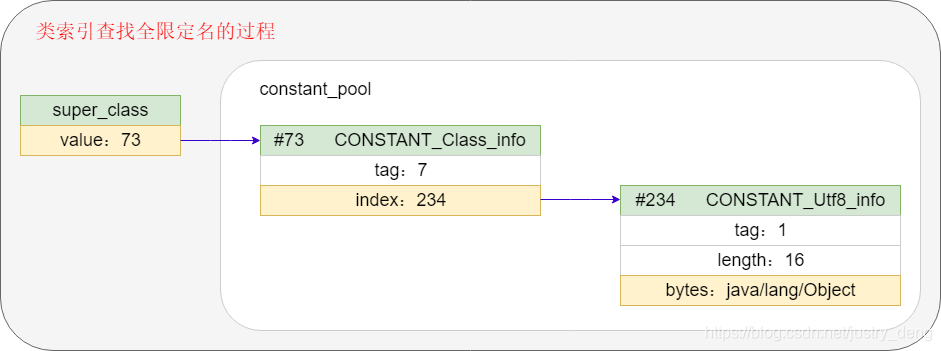 类索引查找全限定名的过程
constant_pool
super_class
value：73
#73 CONSTANT_Class_info
tag：7
index：234
#234 CONSTANT_Utf8_info
tag：1
length：16
bytes：java/lang/Object
https://blog.csdn.net/justry_deng